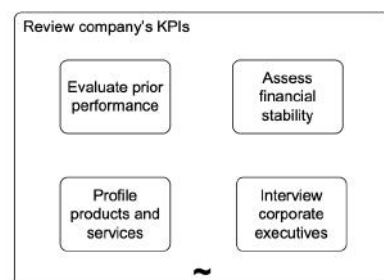 Review company's KPIs
Evaluate prior
performance
Assess
financial
stability
Profile
products and
services
Interview
corporate
executives
~